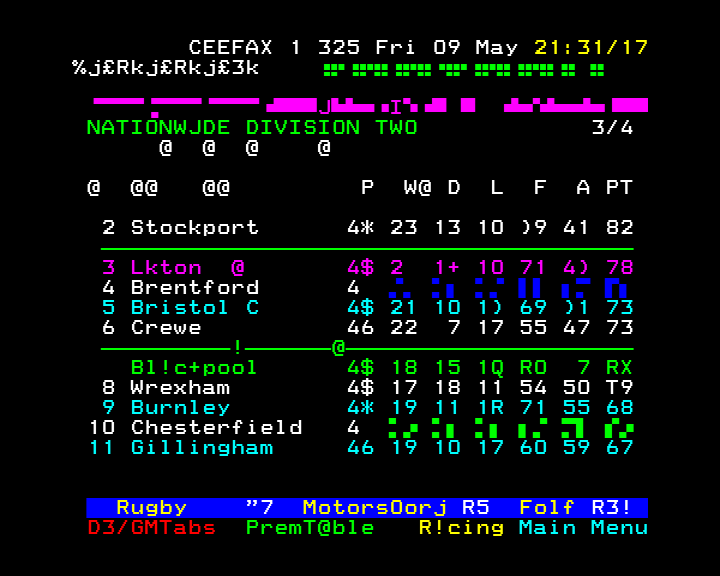 CEEFAX 1 325 Fri 09 May 21:31/17
%j£Rkj£Rkj£3k
NATIONWJDE DIVISION TWO 3/4
@ @ @ @
@ @@ @@ P W@ D L F A PT
2 Stockport 4* 23 13 10 )9 41 82
3 Lkton @ 4$ 2 1+ 10 71 4) 78
4 Brentford 4
5 Bristol C 4$ 21 10 1) 69 )1 73
6 Crewe 46 22 7 17 55 47 73
! @
Bl!c+pool 4$ 18 15 1Q RO 7 RX
8 Wrexham 4$ 17 18 11 54 50 T9
9 Burnley 4* 19 11 1R 71 55 68
10 Chesterfield 4
11 Gillingham 46 19 10 17 60 59 67
Rugby "7 MotorsOorj R5 Folf R3!
D3/GMTabs PremT@ble R!cing Main Menu